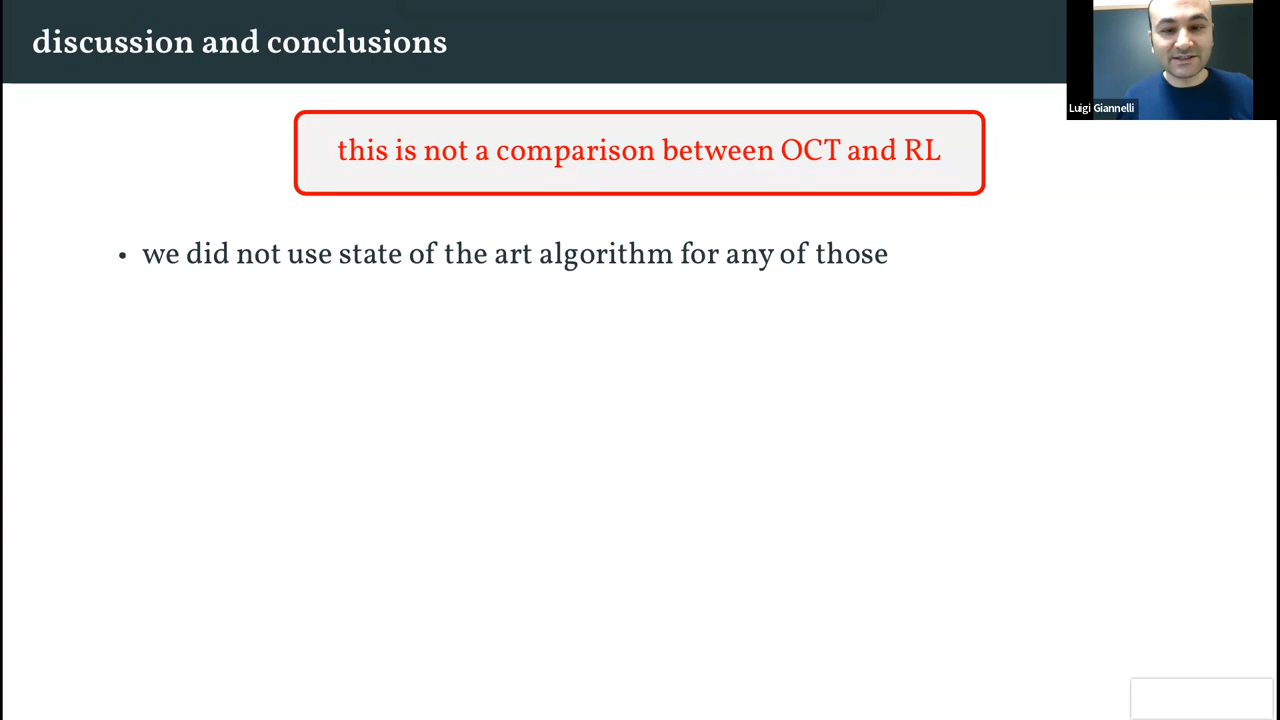 discussion and conclusions
Luigi Giannelli
this is not a comparison between OCT and RL
• we did not use state of the art algorithm for any of those